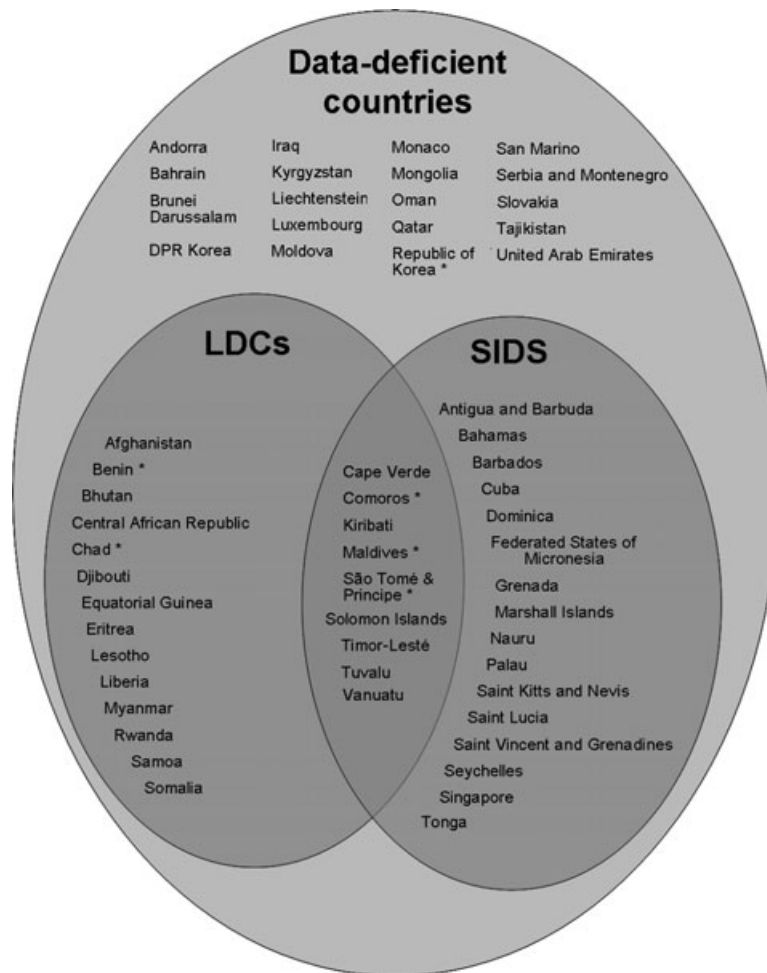 Data-deficient
countries
Andorra
Bahrain
Brunei
Darussalam
DPR Korea
Iraq
Kyrgyzstan
Liechtenstein
Luxembourg
Moldova
Monaco
Mongolia
Oman
Qatar
Republic of
Korea *
San Marino
Serbia and Montenegro
Slovakia
Tajikistan
United Arab Emirates
LDCs
Afghanistan
Benin *
Bhutan
Central African Republic
Chad *
Djibouti
Equatorial Guinea
Eritrea
Lesotho
Liberia
Myanmar
Rwanda
Samoa
Somalia
Cape Verde
Comoros *
Kiribati
Maldives *
São Tomé &
Principe *
Solomon Islands
Timor-Lesté
Tuvalu
Vanuatu
SIDS
Antigua and Barbuda
Bahamas
Barbados
Cuba
Dominica
Federated States of
Micronesia
Grenada
Marshall Islands
Nauru
Palau
Saint Kitts and Nevis
Saint Lucia
Saint Vincent and Grenadines
Seychelles
Singapore
Tonga